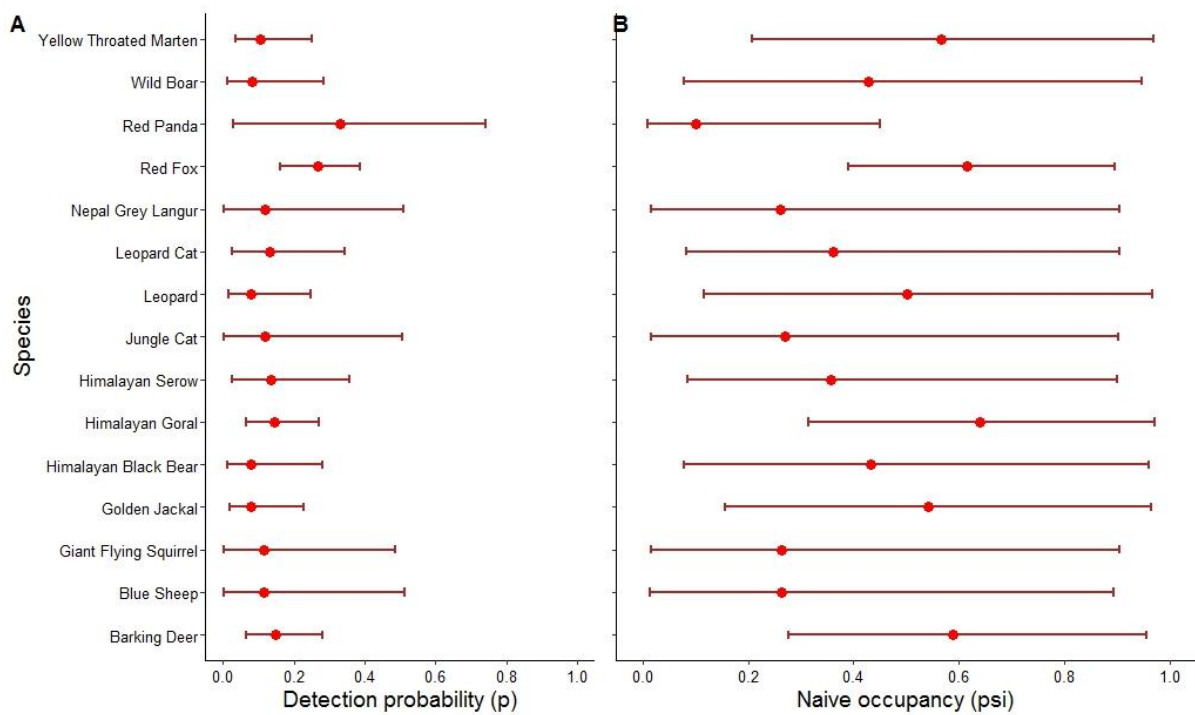 A
B
Species
Yellow Throated Marten
Wild Boar
Red Panda
Red Fox
Nepal Grey Langur
Leopard Cat
Leopard
Jungle Cat
Himalayan Serow
Himalayan Goral
Himalayan Black Bear
Golden Jackal
Giant Flying Squirrel
Blue Sheep
Barking Deer
0.0 0.2 0.4 0.6 0.8 1.0
Detection probability (p)
0.0 0.2 0.4 0.6 0.8 1.0
Naive occupancy (psi)